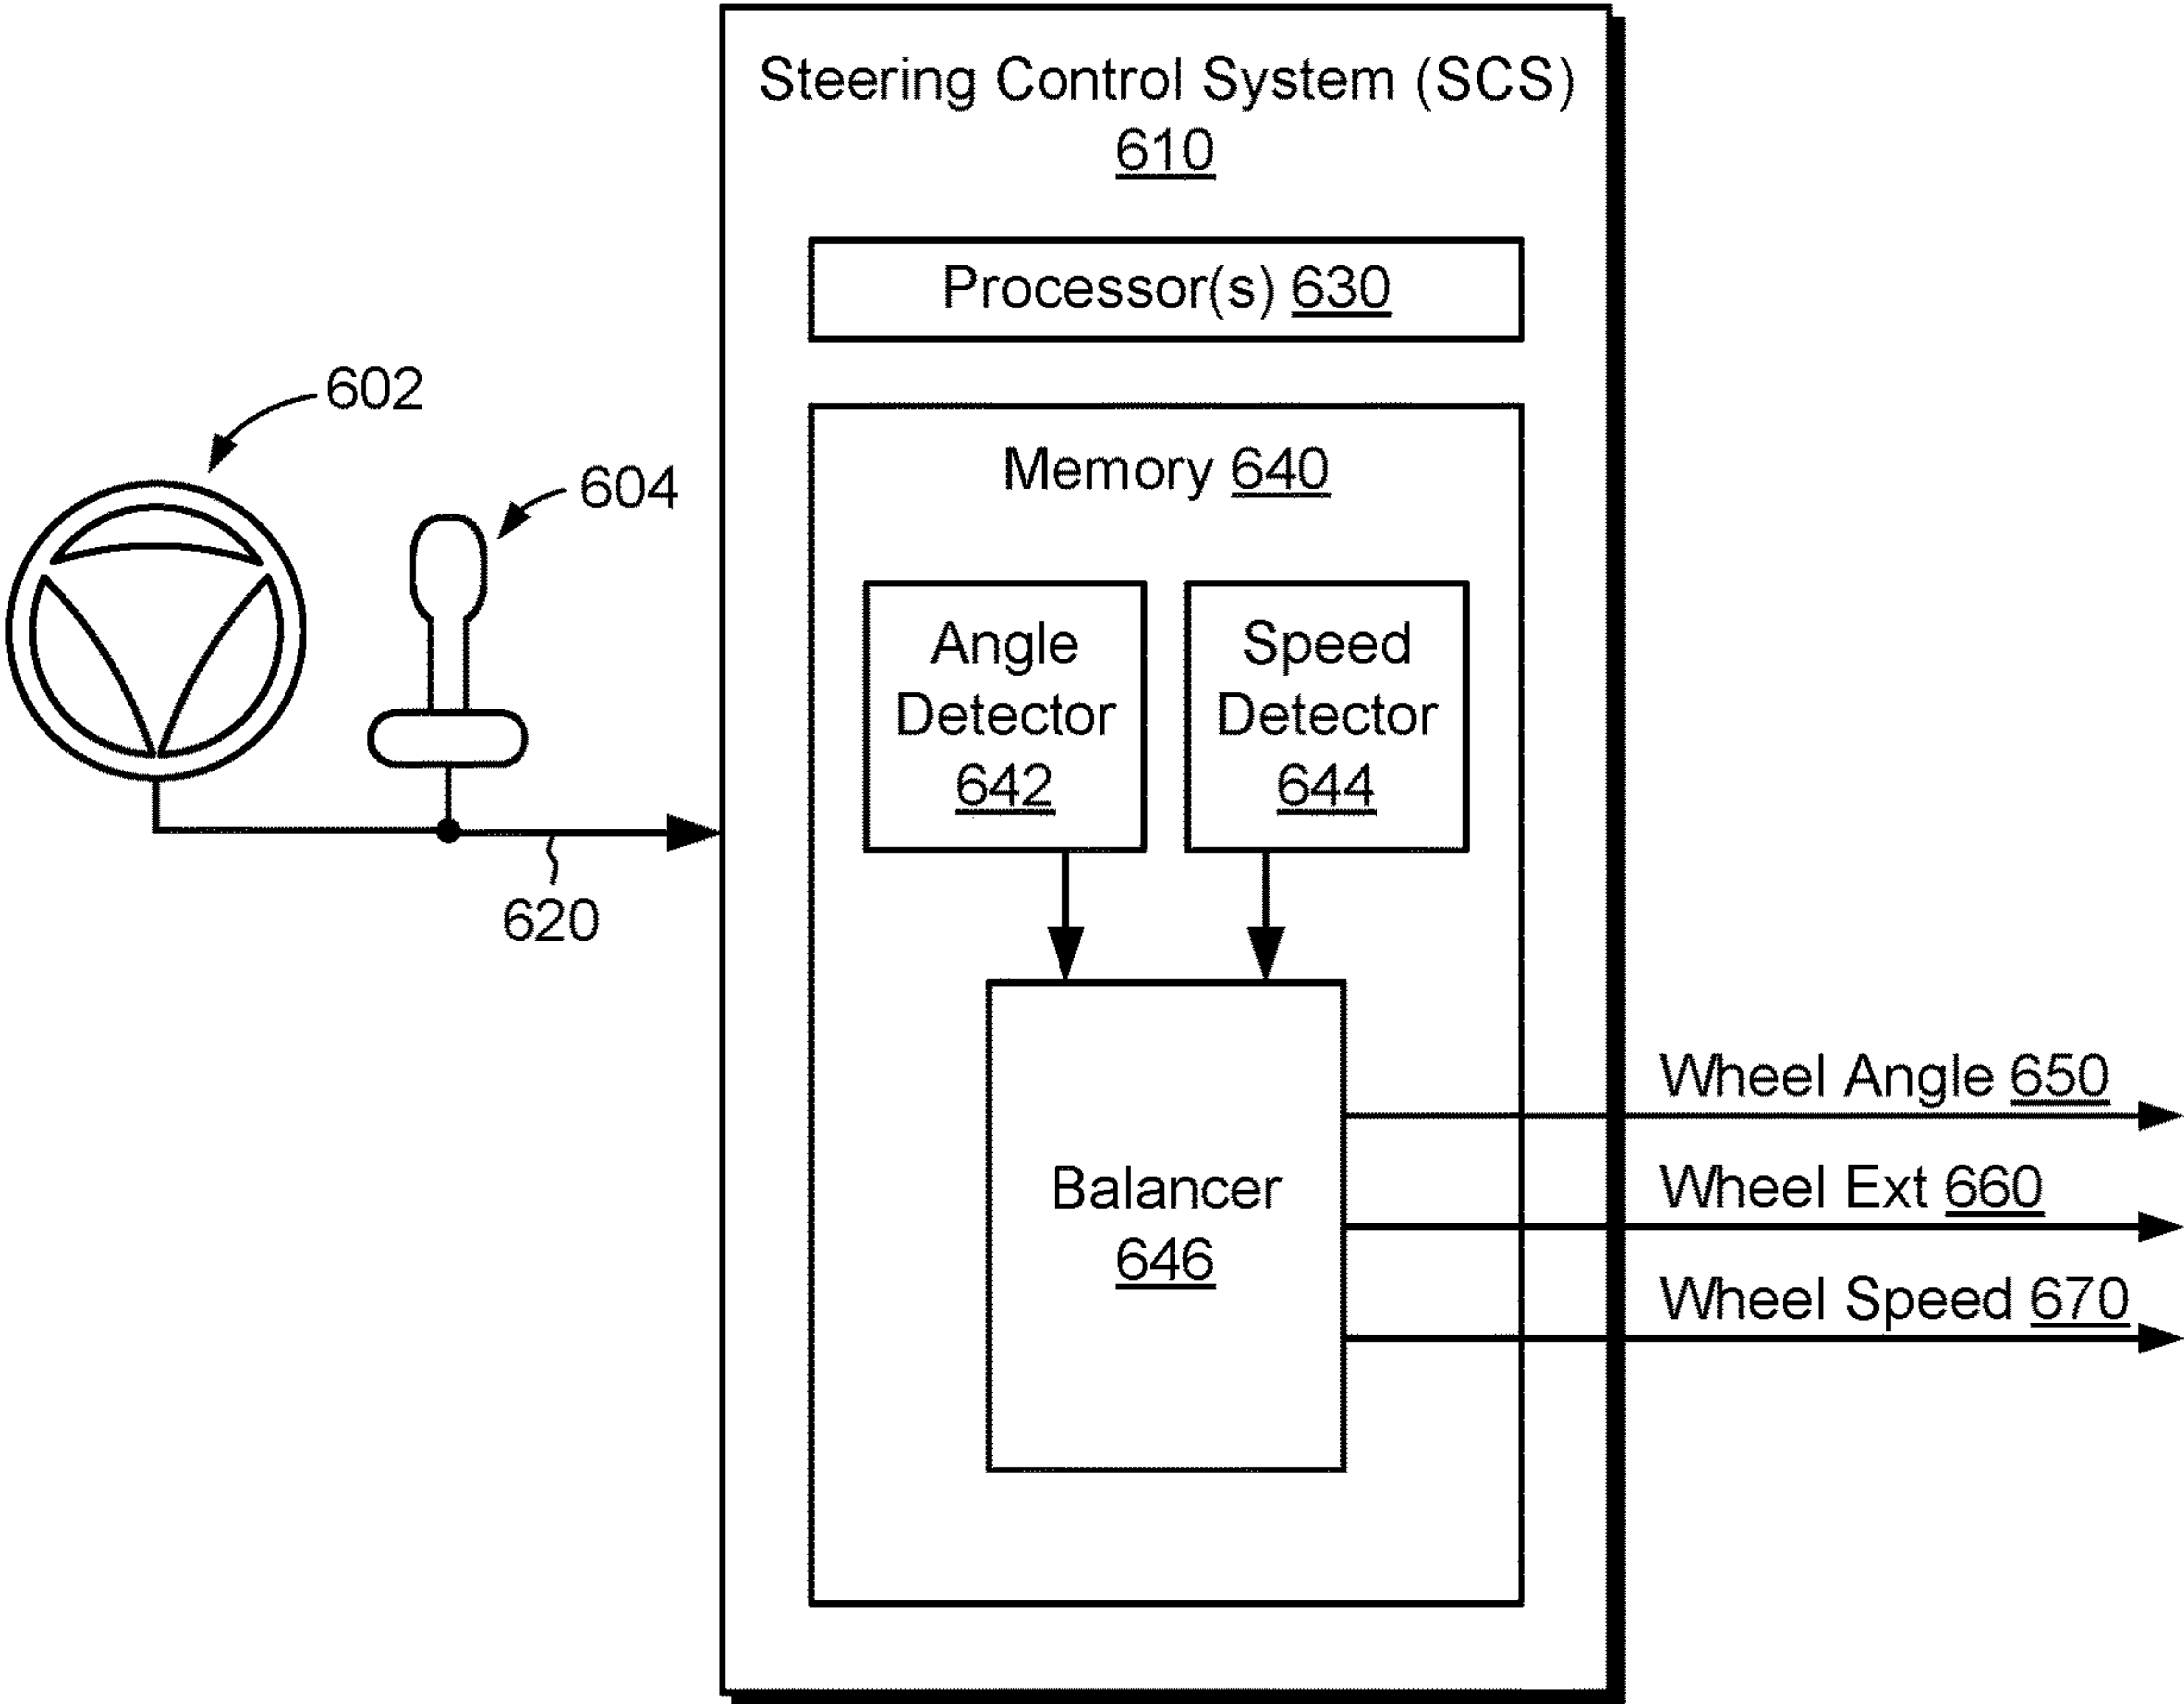 Steering Control System (SCS)
610
Processor(s) 630
602
604
Memory 640
Angle
Detector
642
Speed
Detector
644
620
Balancer
646
Wheel Angle 650
Wheel Ext 660
Wheel Speed 670